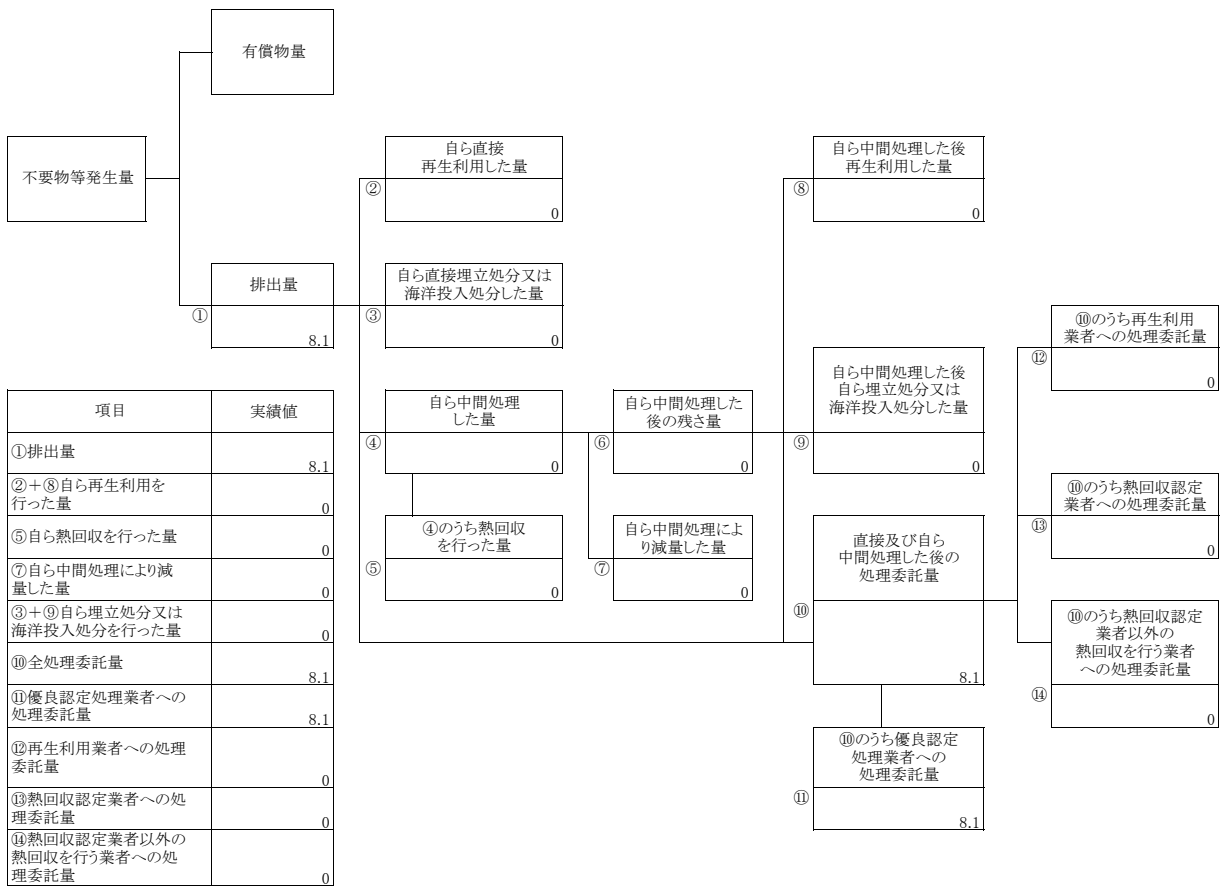 有償物量
不要物等発生量
排出量
①
8.1
自ら直接
再生利用した量
②
0
自ら直接埋立処分又は
海洋投入処分した量
③
0
自ら中間処理
した量
④
0
④のうち熱回収
を行った量
⑤
0
自ら中間処理した
後の残さ量
⑥
0
自ら中間処理によ
り減量した量
⑦
0
自ら中間処理した後
再生利用した量
⑧
0
自ら中間処理した後
自ら埋立処分又は
海洋投入処分した量
⑨
0
直接及び自ら
中間処理した後の
処理委託量
⑩
8.1
⑩のうち優良認定
処理業者への
処理委託量
⑪
8.1
⑩のうち再生利用
業者への処理委託量
⑫
0
⑩のうち熱回収認定
業者への処理委託量
⑬
0
⑩のうち熱回収認定
業者以外の
熱回収を行う業者
への処理委託量
⑭
0
項目 実績値
①排出量
8.1
②+⑧自ら再生利用を
行った量
0
⑤自ら熱回収を行った量
0
⑦自ら中間処理により減
量した量
0
③+⑨自ら埋立処分又は
海洋投入処分を行った量
0
⑩全処理委託量
8.1
⑪優良認定処理業者への
処理委託量
8.1
⑫再生利用業者への処理
委託量
0
⑬熱回収認定業者への処
理委託量
0
⑭熱回収認定業者以外の
熱回収を行う業者への処
理委託量
0